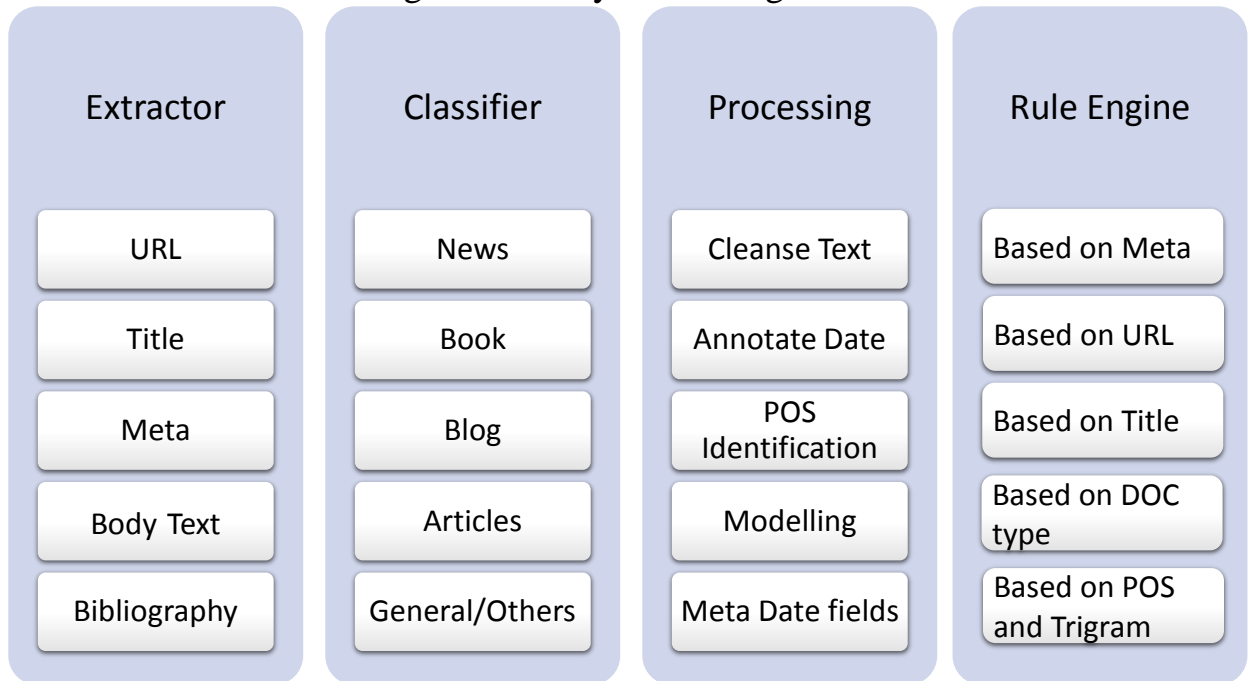 Extractor
URL
Title
Meta
Body Text
Bibliography
Classifier
News
Book
Blog
Articles
General/Others
Processing
Cleanse Text
Annotate Date
POS
Identification
Modelling
Meta Date fields
Rule Engine
Based on Meta
Based on URL
Based on Title
Based on DOC
type
Based on POS
and Trigram